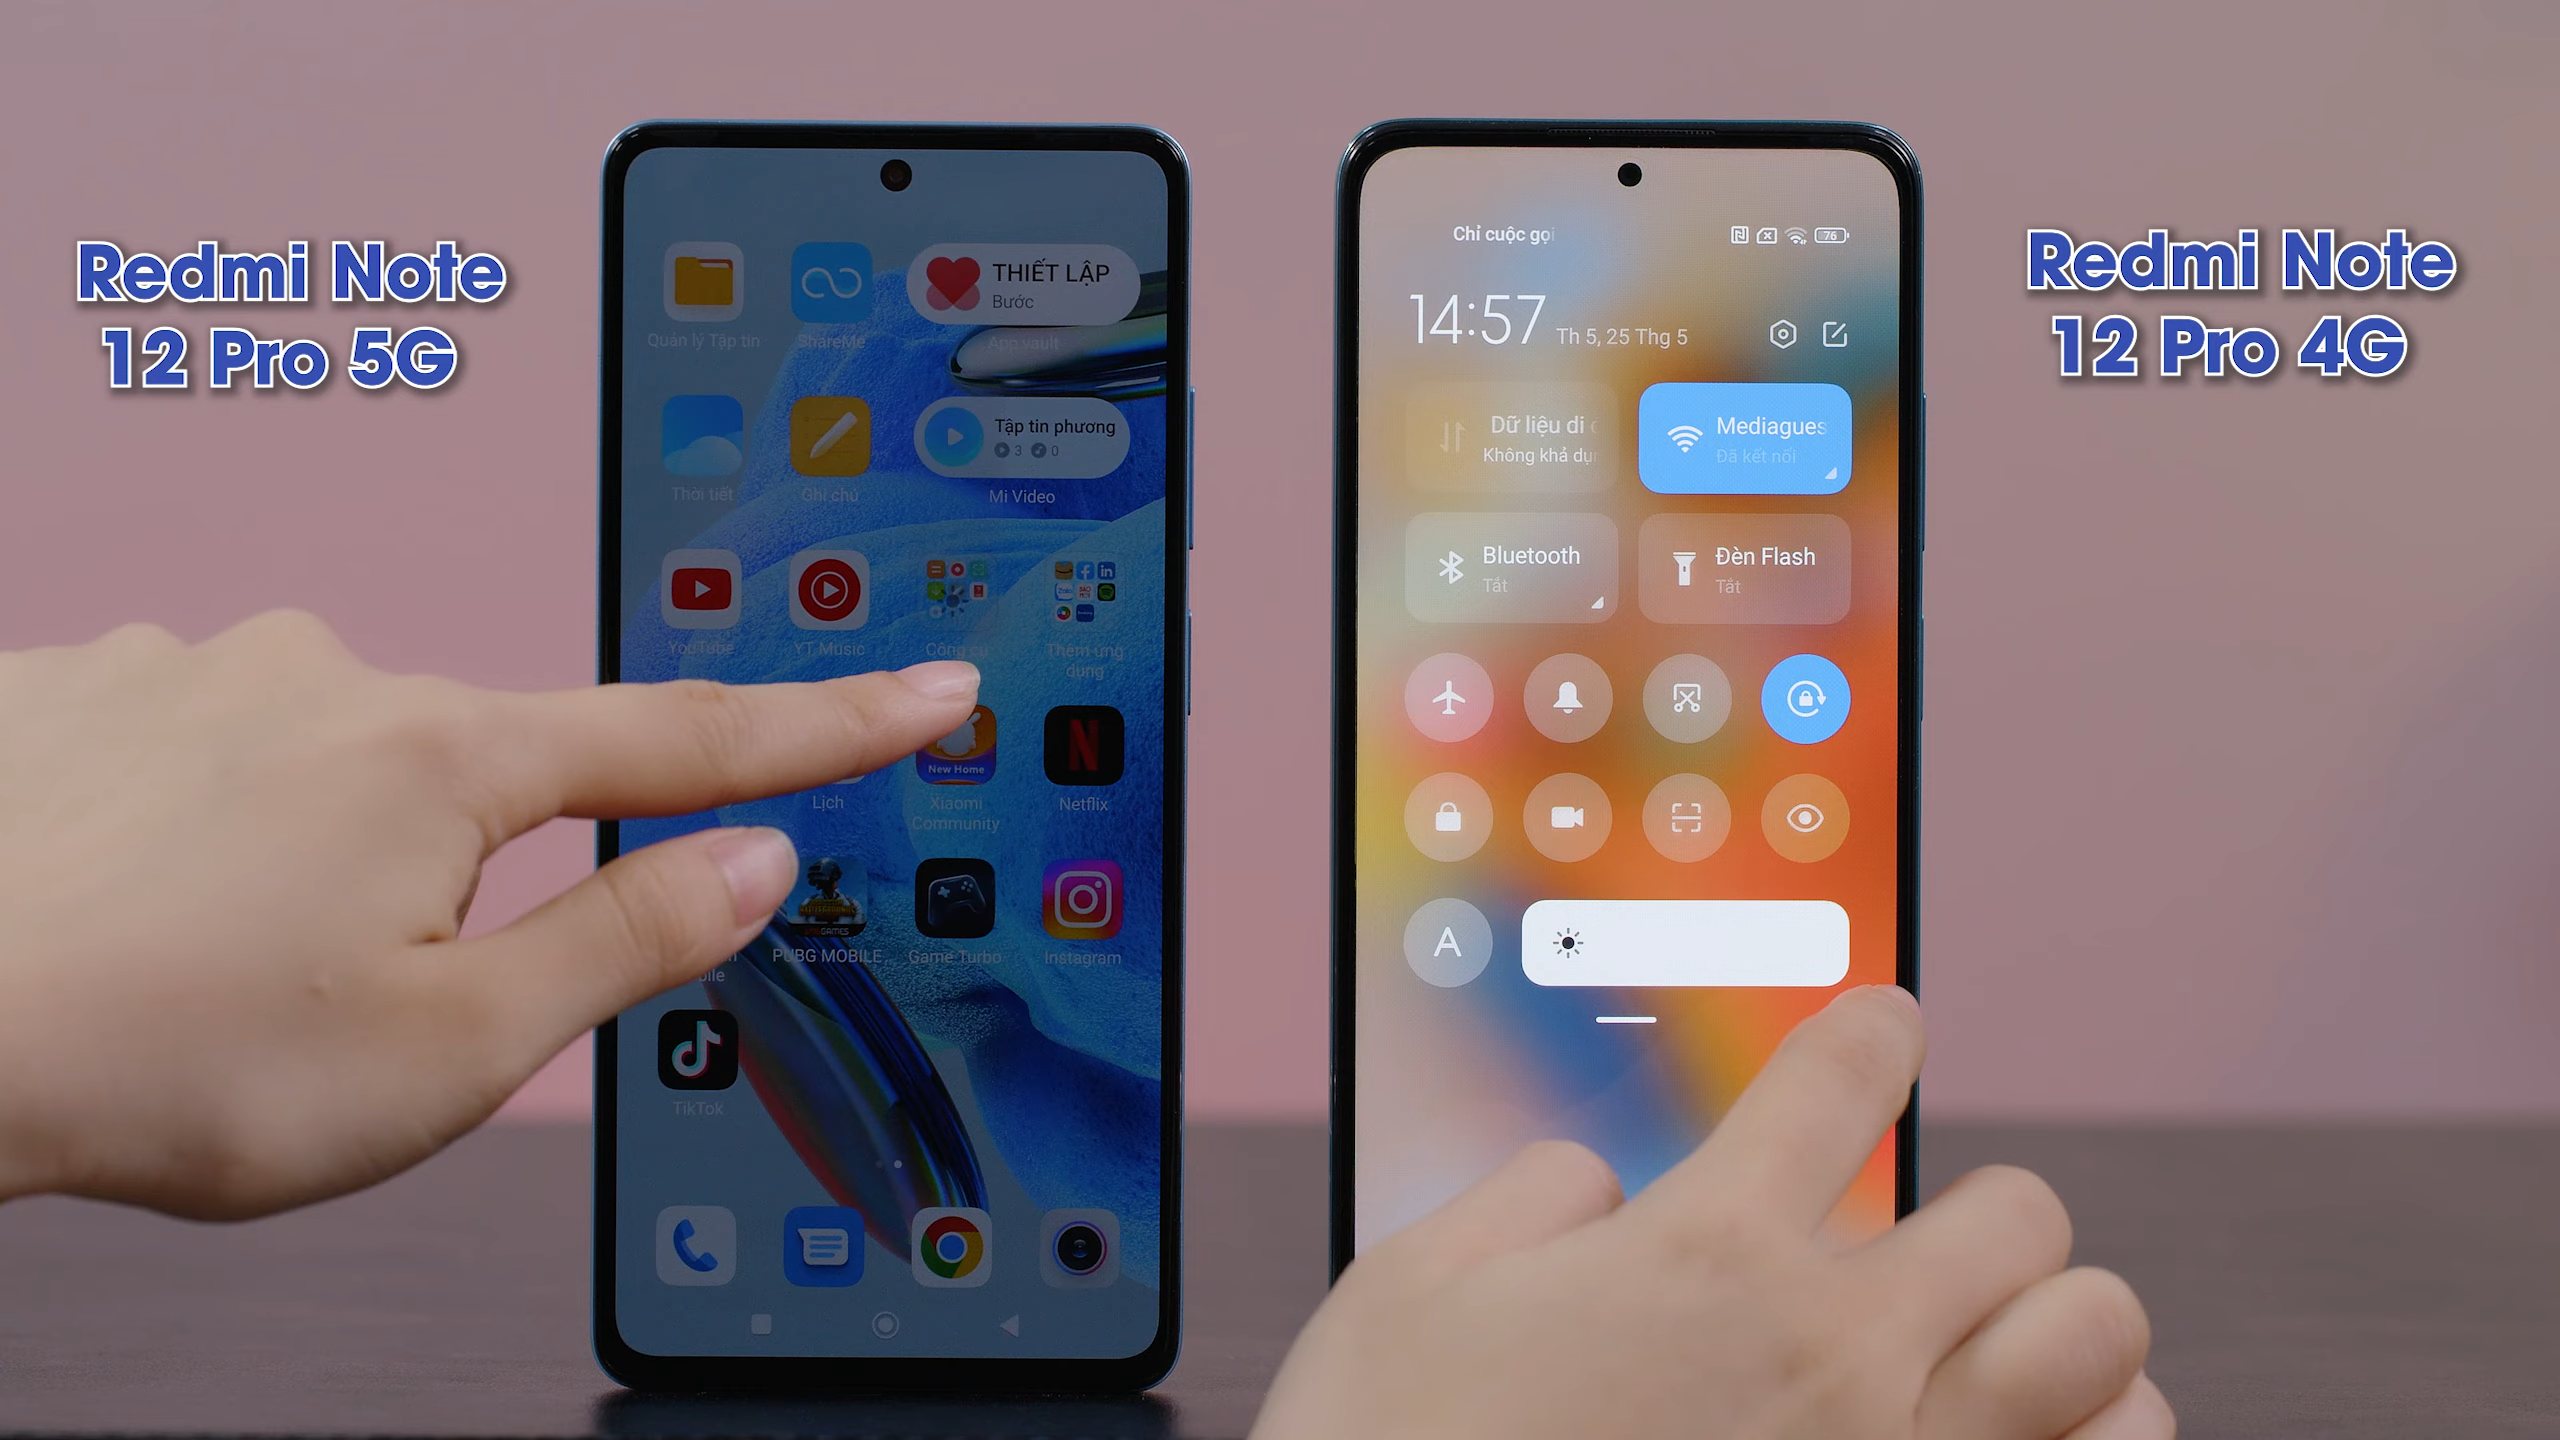 Redmi Note
12 Pro 5G
Redmi Note
12 Pro 4G
Quản lý Tập tin
ShareMe
THIẾT LẬP
Bước
App vault
Thời tiết
Ghi chú
Tập tin phương
3
0
Mi Video
YouTube
YT Music
Công cụ
Thêm ứng
dụng
New Home
Lịch
Xiaomi
Community
Netflix
PUBG MOBILE
Game Turbo
Instagram
TikTok
Chỉ cuộc gọi
76
14:57
Th 5, 25 Thg 5
Dữ liệu di
Không khả dụ
Mediagues
Đã kết nối
Bluetooth
Tắt
Đèn Flash
Tắt
A